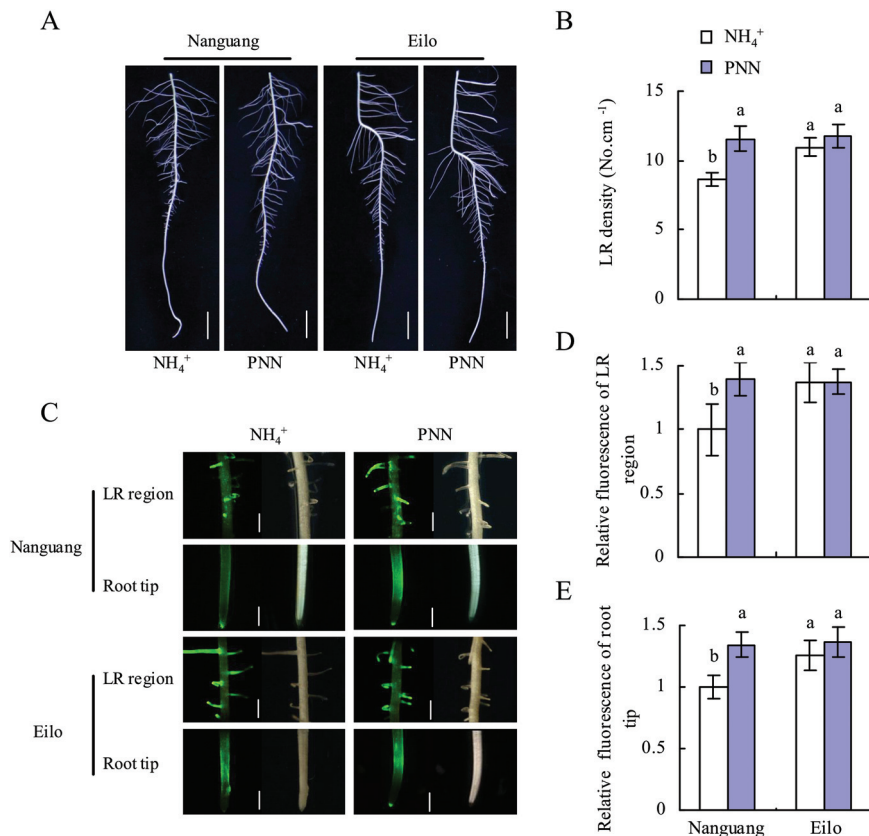 A
Nanguang
Eilo
NH₄⁺
PNN
NH₄⁺
PNN
B
NH₄⁺
PNN
LR density (No.cm ⁻¹)
15
10
5
0
b
a
a
a
C
NH₄⁺
PNN
Nanguang
LR region
Root tip
Eilo
LR region
Root tip
D
Relative fluorescence of LR
region
1.5
1
0.5
0
b
a
a
a
E
Relative fluorescence of root
tip
1.5
1
0.5
0
b
a
a
a
Nanguang
Eilo